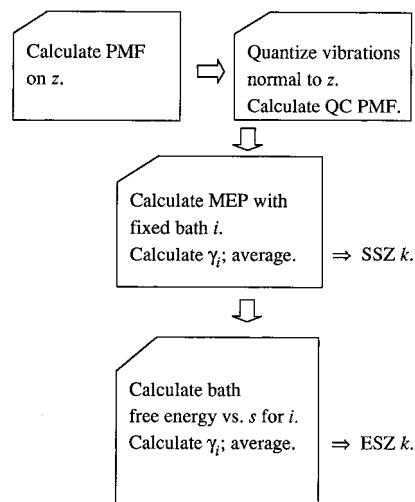 Calculate PMF
on z.
Quantize vibrations
normal to z.
Calculate QC PMF.
Calculate MEP with
fixed bath i.
Calculate γi; average.
⇒ SSZ k.
Calculate bath
free energy vs. s for i.
Calculate γi; average.
⇒ ESZ k.